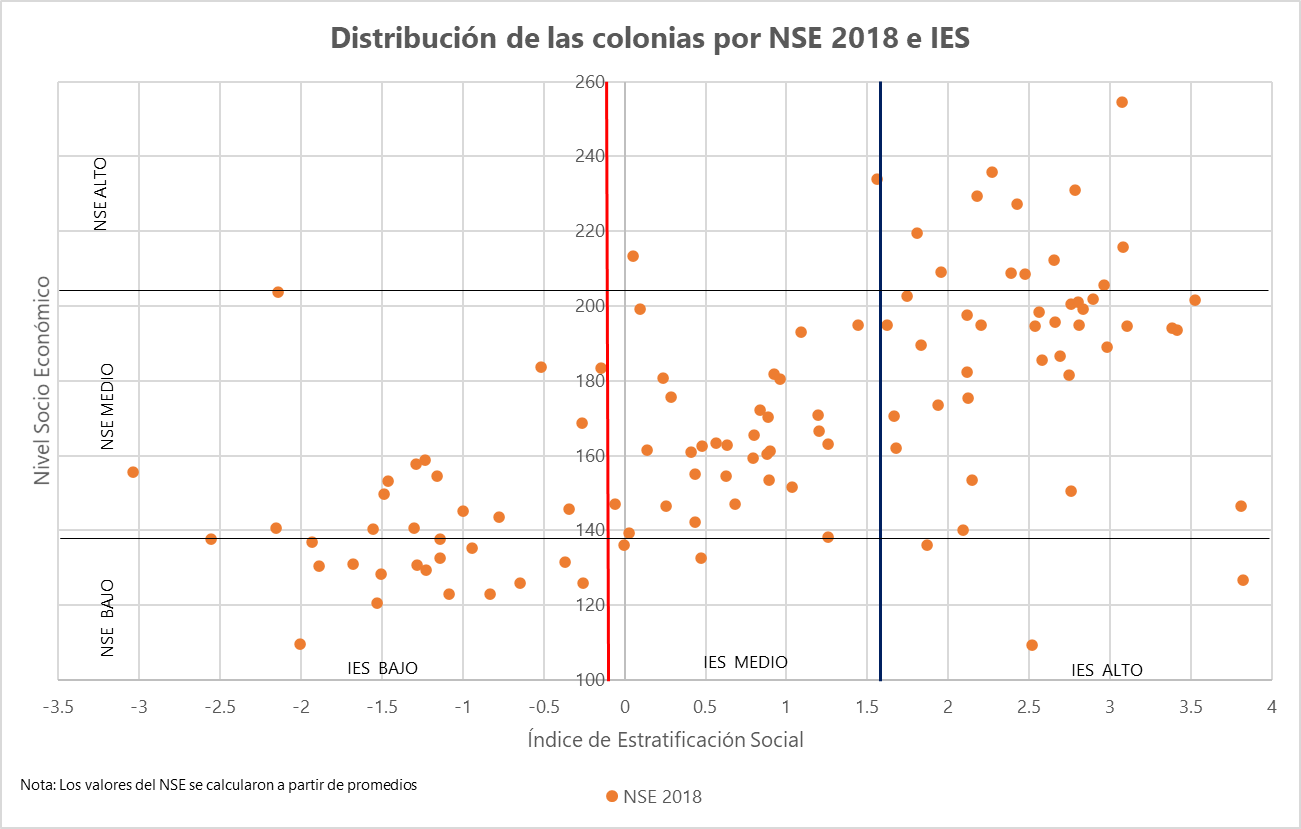 Distribución de las colonias por NSE 2018 e IES
260
240
220
200
180
160
140
120
100
NSE ALTO
NSE MEDIO
NSE BAJO
Nivel Socio Económico
IES BAJO
IES MEDIO
IES ALTO
-3.5 -3 -2.5 -2 -1.5 -1 -0.5 0 0.5 1 1.5 2 2.5 3 3.5 4
Índice de Estratificación Social
Nota: Los valores del NSE se calcularon a partir de promedios
NSE 2018